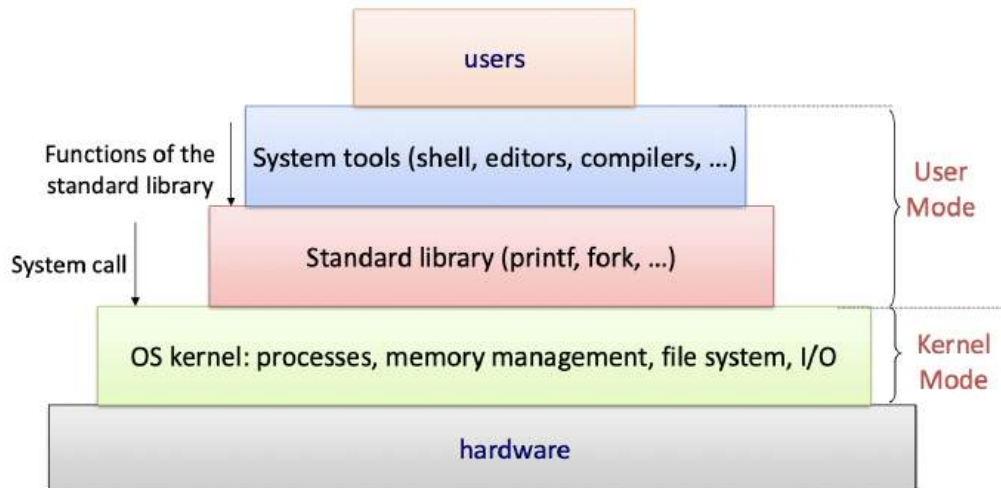 users
Functions of the
standard library
System tools (shell, editors, compilers, ...)
User
Mode
System call
Standard library (printf, fork, ...)
OS kernel: processes, memory management, file system, I/O
Kernel
Mode
hardware